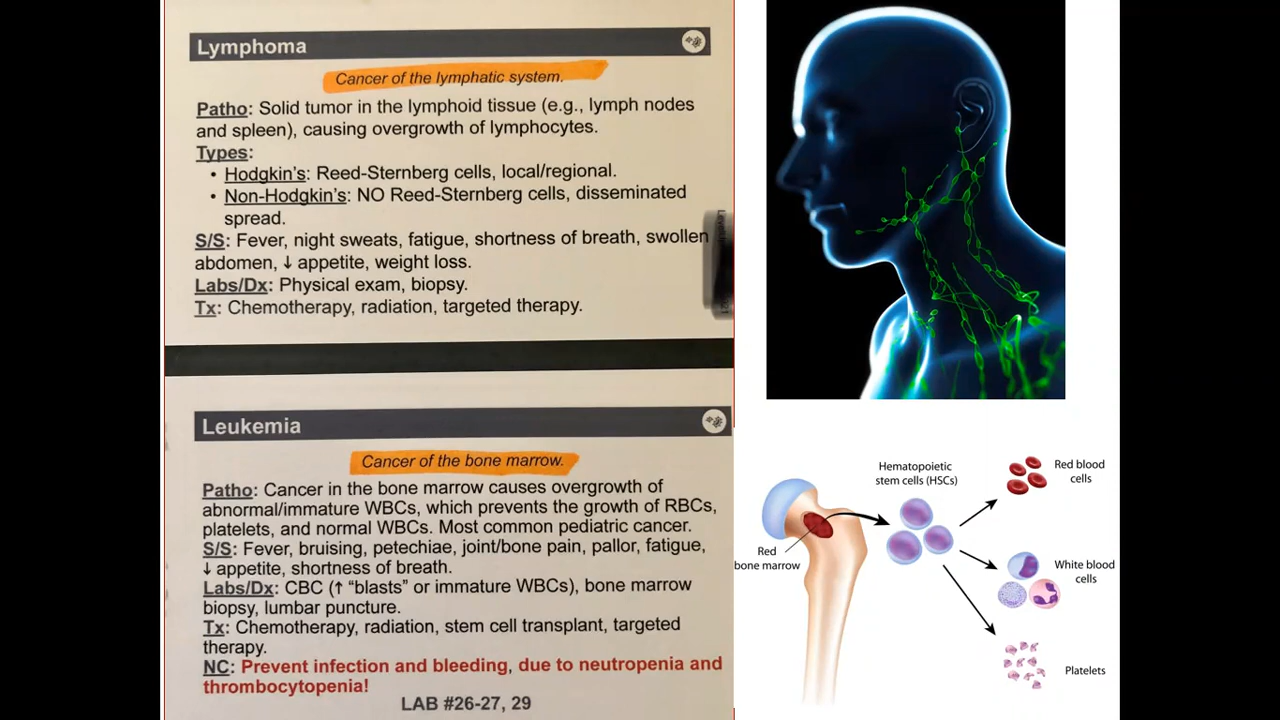 Lymphoma
Cancer of the lymphatic system.
Patho: Solid tumor in the lymphoid tissue (e.g., lymph nodes
and spleen), causing overgrowth of lymphocytes.
Types:
• Hodgkin's: Reed-Sternberg cells, local/regional.
• Non-Hodgkin's: NO Reed-Sternberg cells, disseminated
spread.
S/S: Fever, night sweats, fatigue, shortness of breath, swollen
abdomen, ↓ appetite, weight loss.
Labs/Dx: Physical exam, biopsy.
Tx: Chemotherapy, radiation, targeted therapy.
Leukemia
Cancer of the bone marrow.
Patho: Cancer in the bone marrow causes overgrowth of
abnormal/immature WBCs, which prevents the growth of RBCs,
platelets, and normal WBCs. Most common pediatric cancer.
S/S: Fever, bruising, petechiae, joint/bone pain, pallor, fatigue,
↓ appetite, shortness of breath.
Labs/Dx: CBC (↑ "blasts" or immature WBCs), bone marrow
biopsy, lumbar puncture.
Tx: Chemotherapy, radiation, stem cell transplant, targeted
therapy.
NC: Prevent infection and bleeding, due to neutropenia and
thrombocytopenia!
LAB #26-27, 29
Hematopoietic
stem cells (HSCs)
Red blood
cells
Red
bone marrow
White blood
cells
Platelets